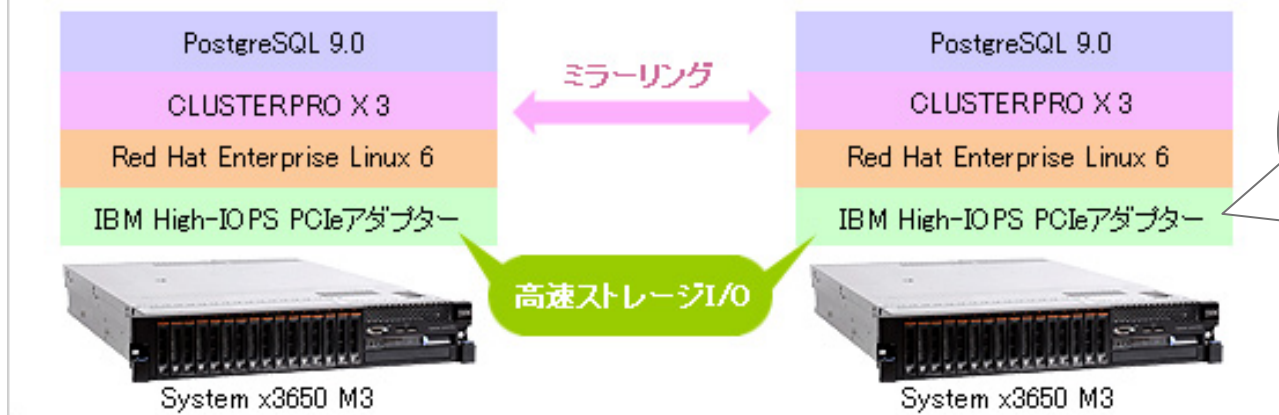 PostgreSQL 9.0
CLUSTERPRO X 3
Red Hat Enterprise Linux 6
IBM High-IOPS PCIeアダプター
System x3650 M3
ミラーリング
高速ストレージI/O
PostgreSQL 9.0
CLUSTERPRO X 3
Red Hat Enterprise Linux 6
IBM High-IOPS PCIeアダプター
System x3650 M3